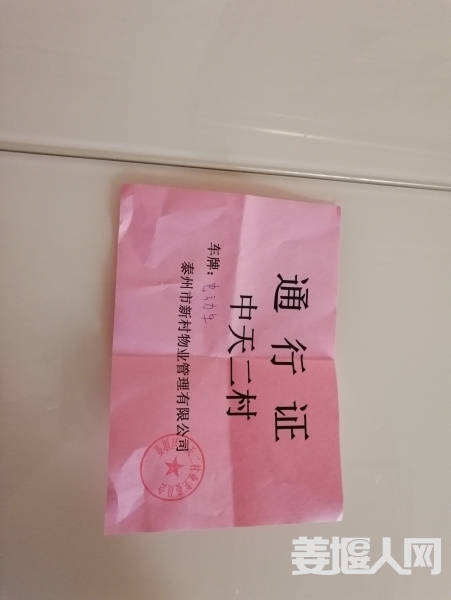 通行证
中天二村
车牌：电动车
泰州市新村物业管理有限公司
姜堰人网